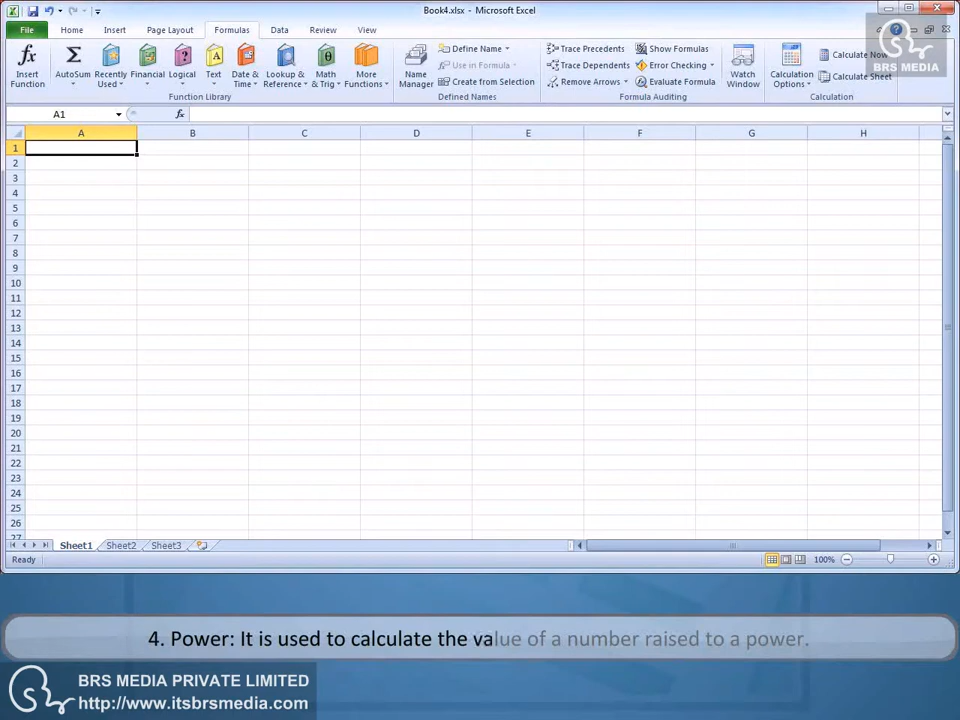 Book4.xlsx - Microsoft Excel
File Home Insert Page Layout Formulas Data Review View
Insert Function
AutoSum
Recently Used
Financial
Logical
Text
Date & Time
Lookup & Reference
Math & Trig
More Functions
Function Library
Name Manager
Define Name
Use in Formula
Create from Selection
Defined Names
Trace Precedents
Trace Dependents
Remove Arrows
Show Formulas
Error Checking
Evaluate Formula
Formula Auditing
Watch Window
Calculation Options
Calculate Now
Calculate Sheet
Calculation
BRS MEDIA
A1 fx
A B C D E F G H
1
2
3
4
5
6
7
8
9
10
11
12
13
14
15
16
17
18
19
20
21
22
23
24
25
26
27
Sheet1 Sheet2 Sheet3
Ready 100%
4. Power: It is used to calculate the value of a number raised to a power.
BRS MEDIA PRIVATE LIMITED
http://www.itsbrsmedia.com